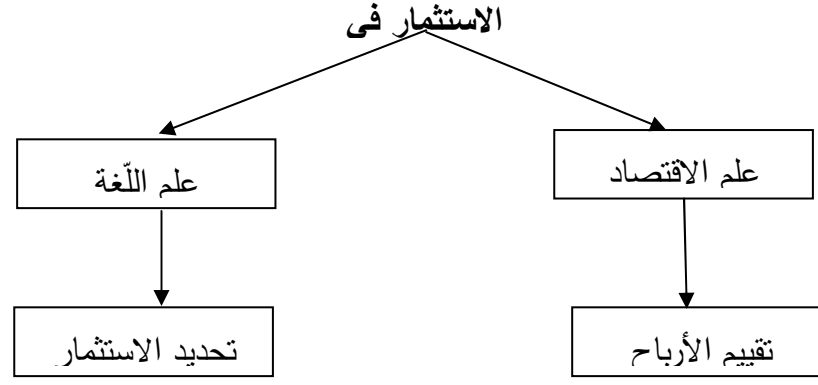 الاستثمار فى
علم الاقتصاد
علم اللّغة
تقييم الأرباح
تحديد الاستثمار